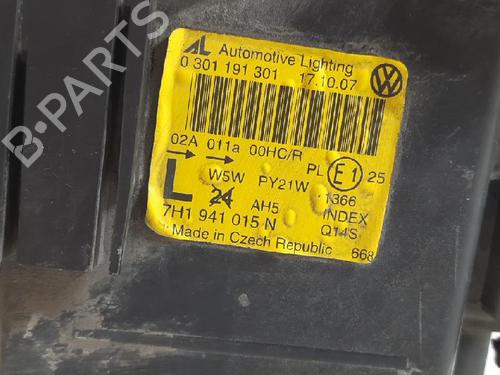 AL Automotive Lighting
0 301 191 301 17.10.07
02A 011a 00HC/R
PL E1 25
W5W PY21W 1366
L 24 AH5 INDEX
7H1 941 015 N Q14S
Made in Czech Republic 668
B-PARTS